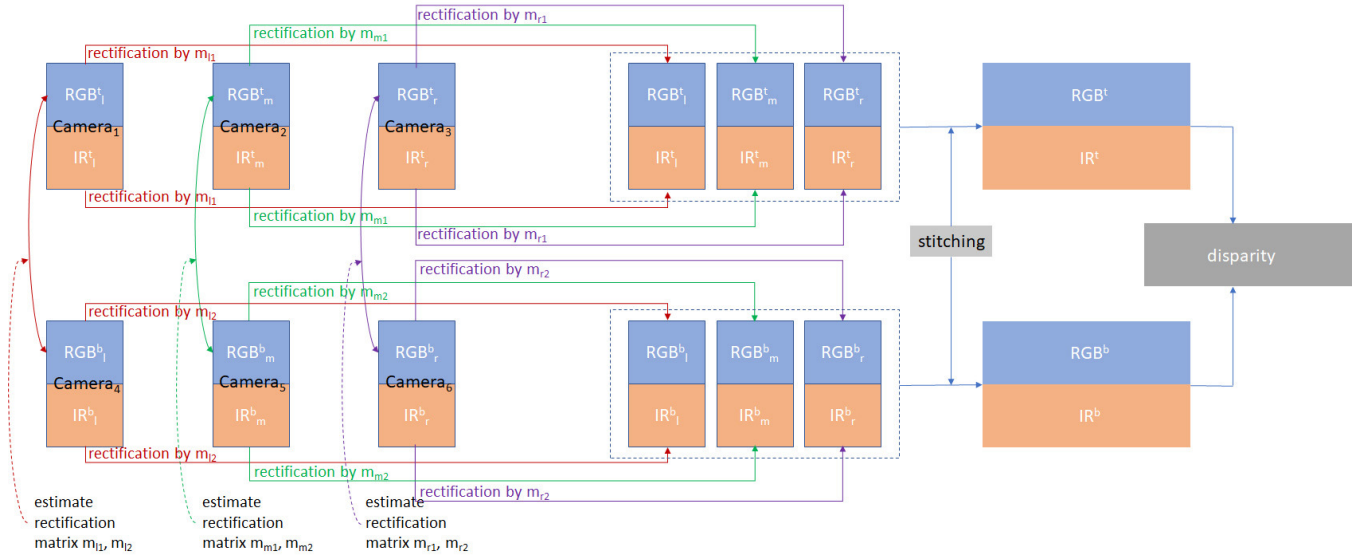 rectification by mr1
rectification by mm1
rectification by ml1
RGBtl
RGBtm
RGBtr
RGBtl
RGBtm
RGBtr
RGBt
Camera1
Camera2
Camera3
IRtl
IRtm
IRtr
IRtl
IRtm
IRtr
IRt
rectification by ml1
rectification by mm1
rectification by mr1
stitching
disparity
rectification by mr2
rectification by mm2
rectification by ml2
RGBbl
RGBbm
RGBbr
RGBbl
RGBbm
RGBbr
RGBb
Camera4
Camera5
Camera6
IRbl
IRbm
IRbr
IRbl
IRbm
IRbr
IRb
rectification by ml2
rectification by mm2
rectification by mr2
estimate
rectification
matrix ml1, ml2
estimate
rectification
matrix mm1, mm2
estimate
rectification
matrix mr1, mr2